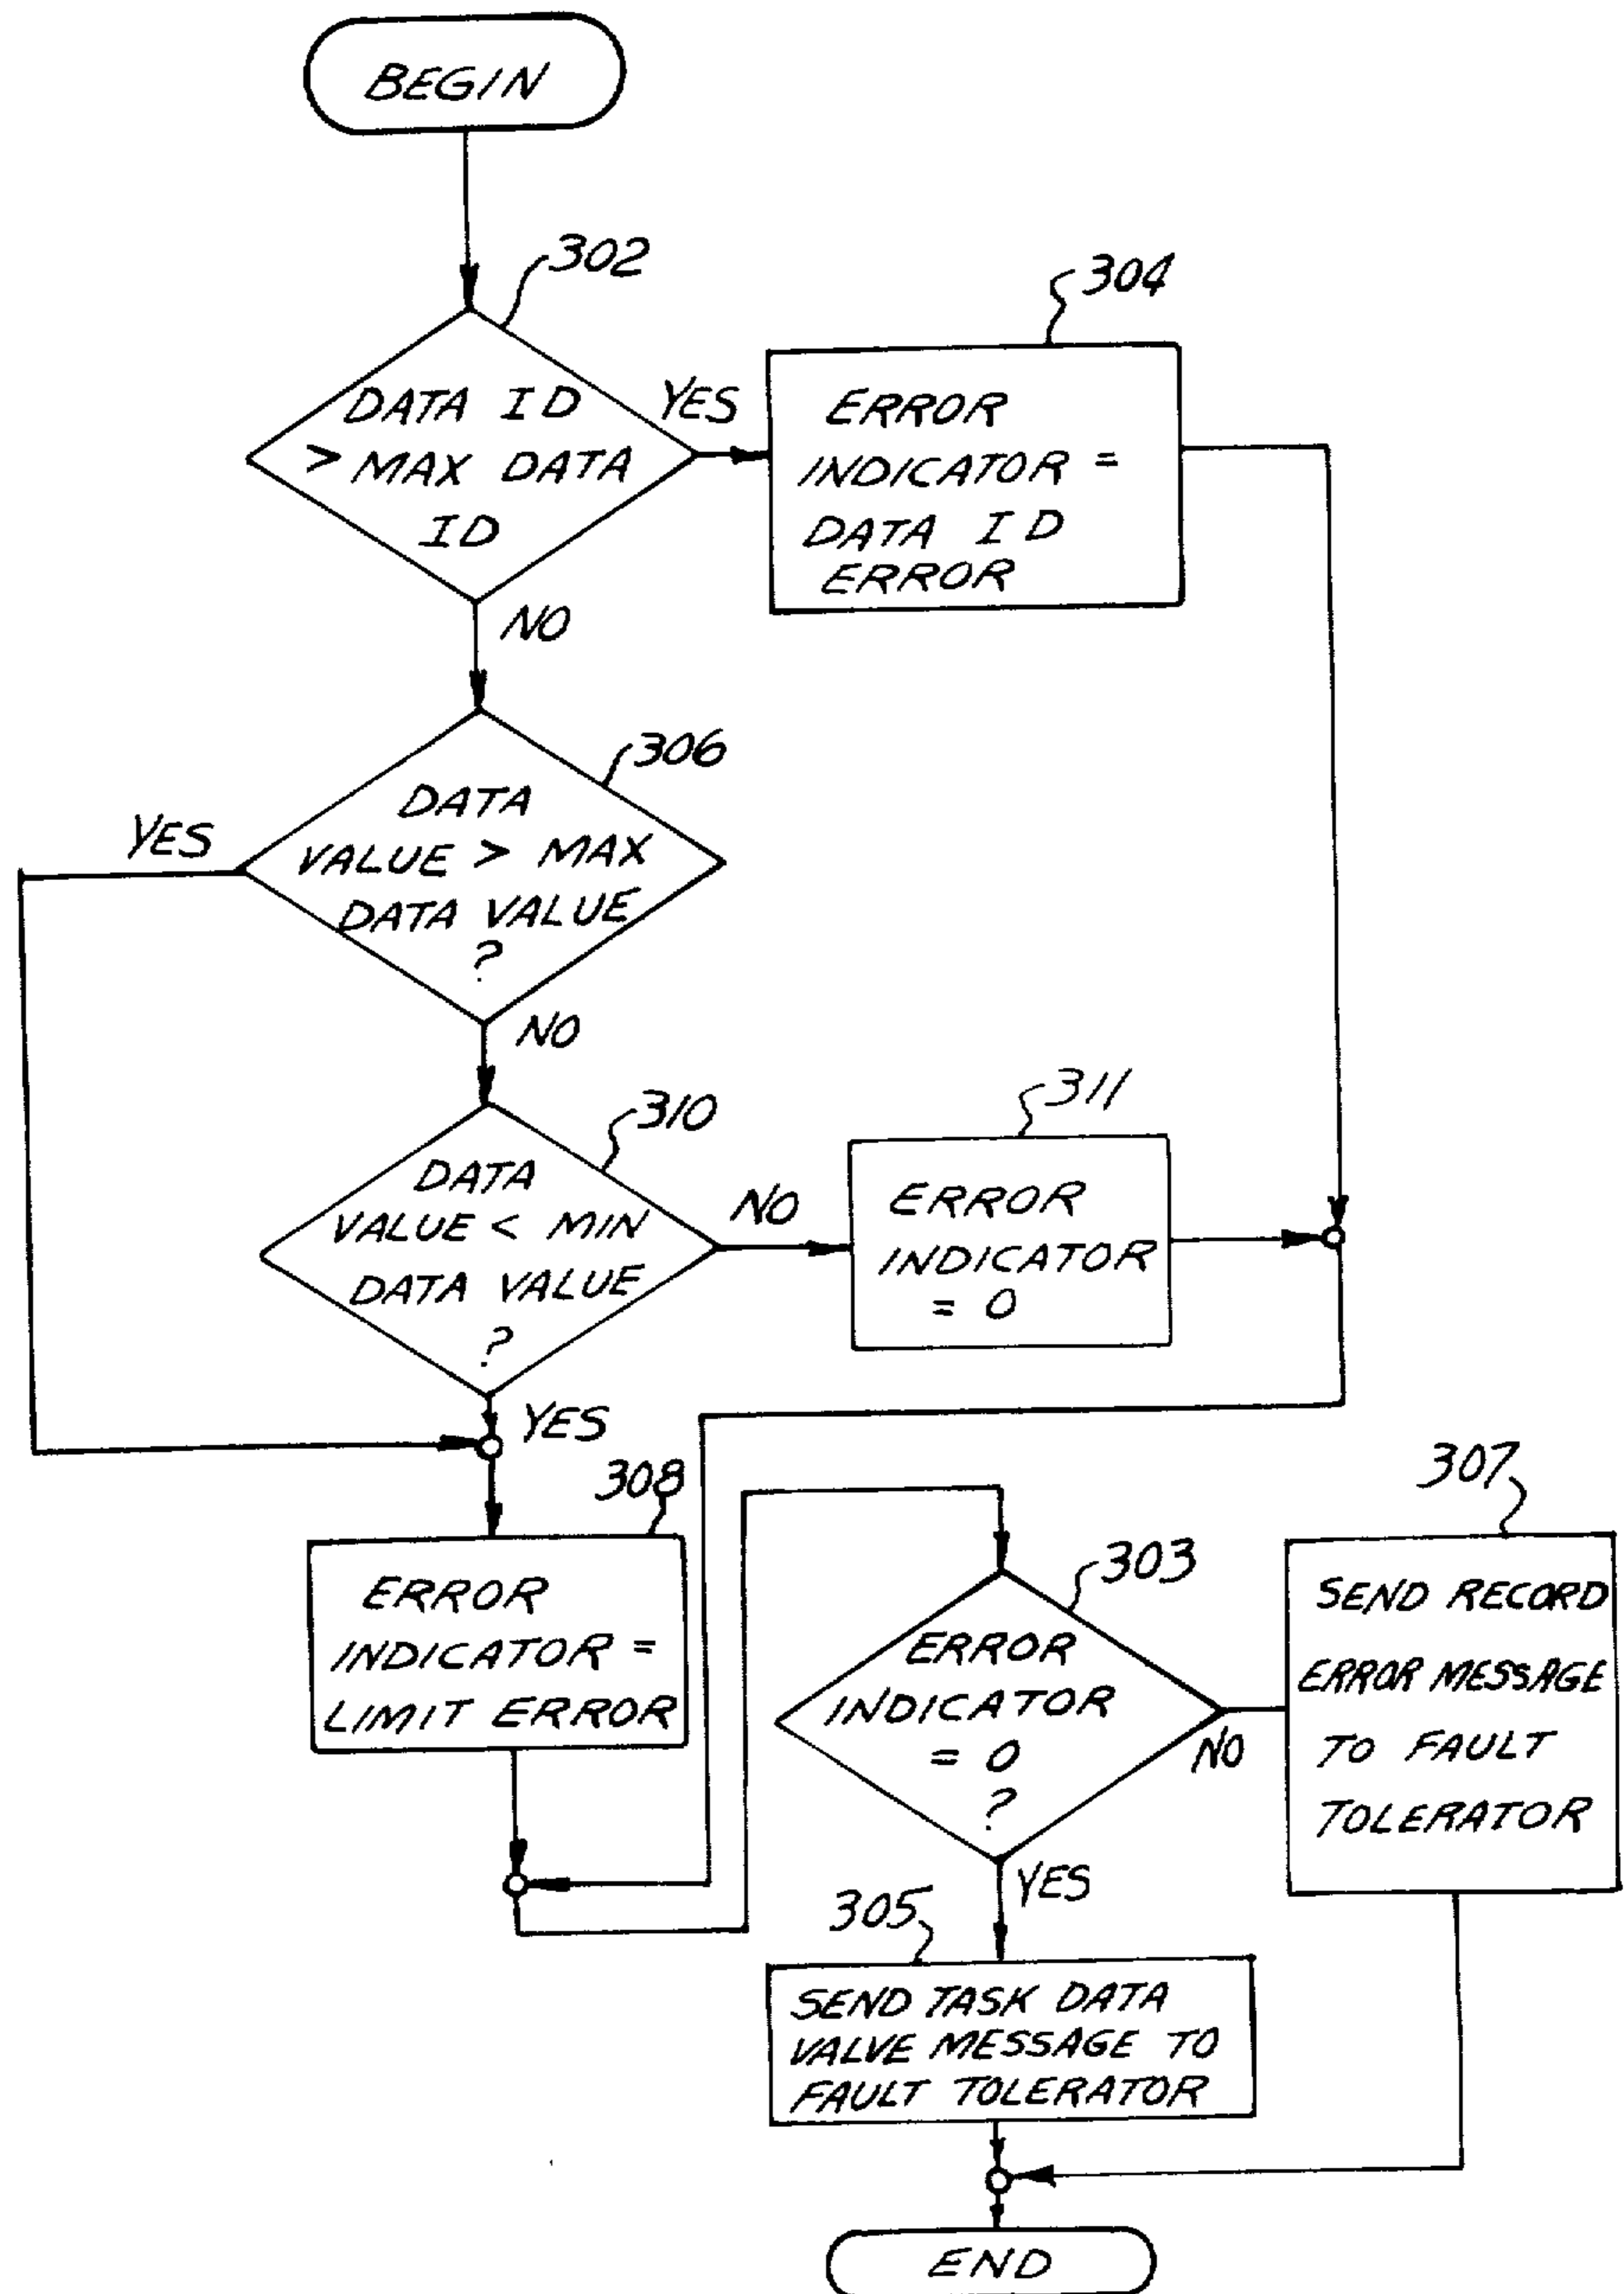 BEGIN
302
DATA ID
> MAX DATA
ID
YES
304
ERROR
INDICATOR =
DATA ID
ERROR
NO
306
DATA
VALUE > MAX
DATA VALUE
?
YES
NO
310
DATA
VALUE < MIN
DATA VALUE
?
NO
311
ERROR
INDICATOR
= 0
YES
308
ERROR
INDICATOR =
LIMIT ERROR
303
ERROR
INDICATOR
= 0
?
NO
307
SEND RECORD
ERROR MESSAGE
TO FAULT
TOLERATOR
YES
305
SEND TASK DATA
VALVE MESSAGE TO
FAULT TOLERATOR
END